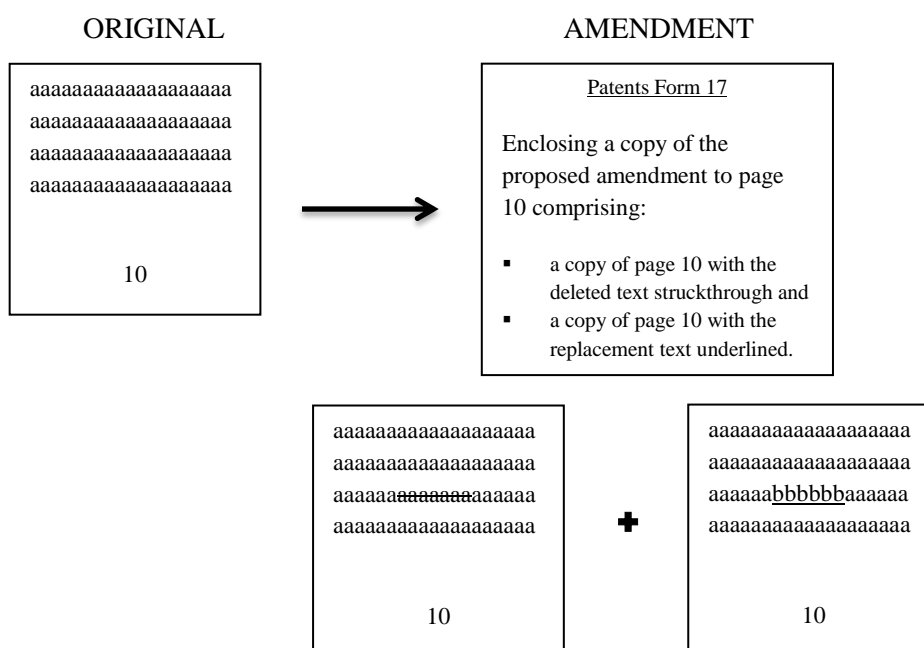 ORIGINAL
aaaaaaaaaaaaaaaaaaa
aaaaaaaaaaaaaaaaaaa
aaaaaaaaaaaaaaaaaaa
aaaaaaaaaaaaaaaaaaa
10
AMENDMENT
Patents Form 17
Enclosing a copy of the
proposed amendment to page
10 comprising:
▪ a copy of page 10 with the
deleted text struckthrough and
▪ a copy of page 10 with the
replacement text underlined.
aaaaaaaaaaaaaaaaaaa
aaaaaaaaaaaaaaaaaaa
aaaaaaaaaaaaaaaaaaa
aaaaaaaaaaaaaaaaaaa
10
aaaaaaaaaaaaaaaaaaa
aaaaaaaaaaaaaaaaaaa
aaaaaabbbbbbaaaaaa
aaaaaaaaaaaaaaaaaaa
10